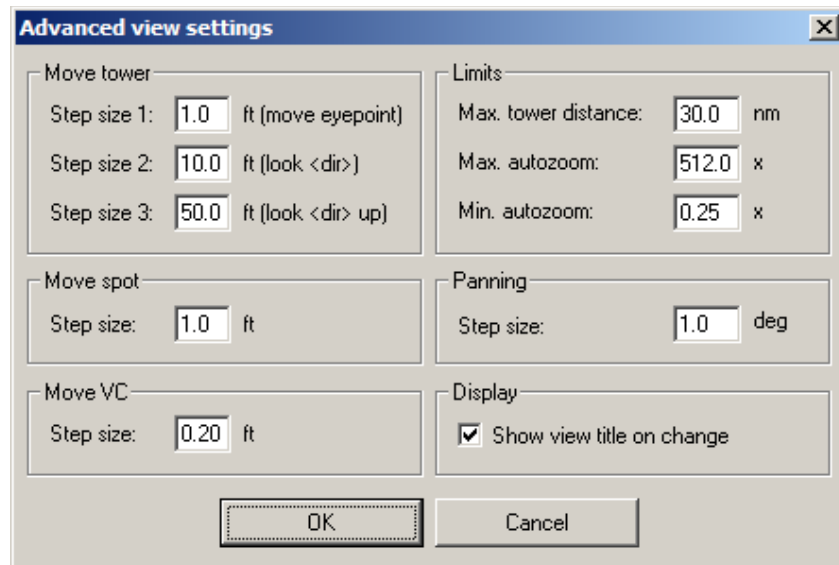 Advanced view settings
Move tower
Step size 1: 1.0 ft (move eyepoint)
Step size 2: 10.0 ft (look <dir>)
Step size 3: 50.0 ft (look <dir> up)
Limits
Max. tower distance: 30.0 nm
Max. autozoom: 512.0 x
Min. autozoom: 0.25 x
Move spot
Step size: 1.0 ft
Panning
Step size: 1.0 deg
Move VC
Step size: 0.20 ft
Display
Show view title on change
OK Cancel